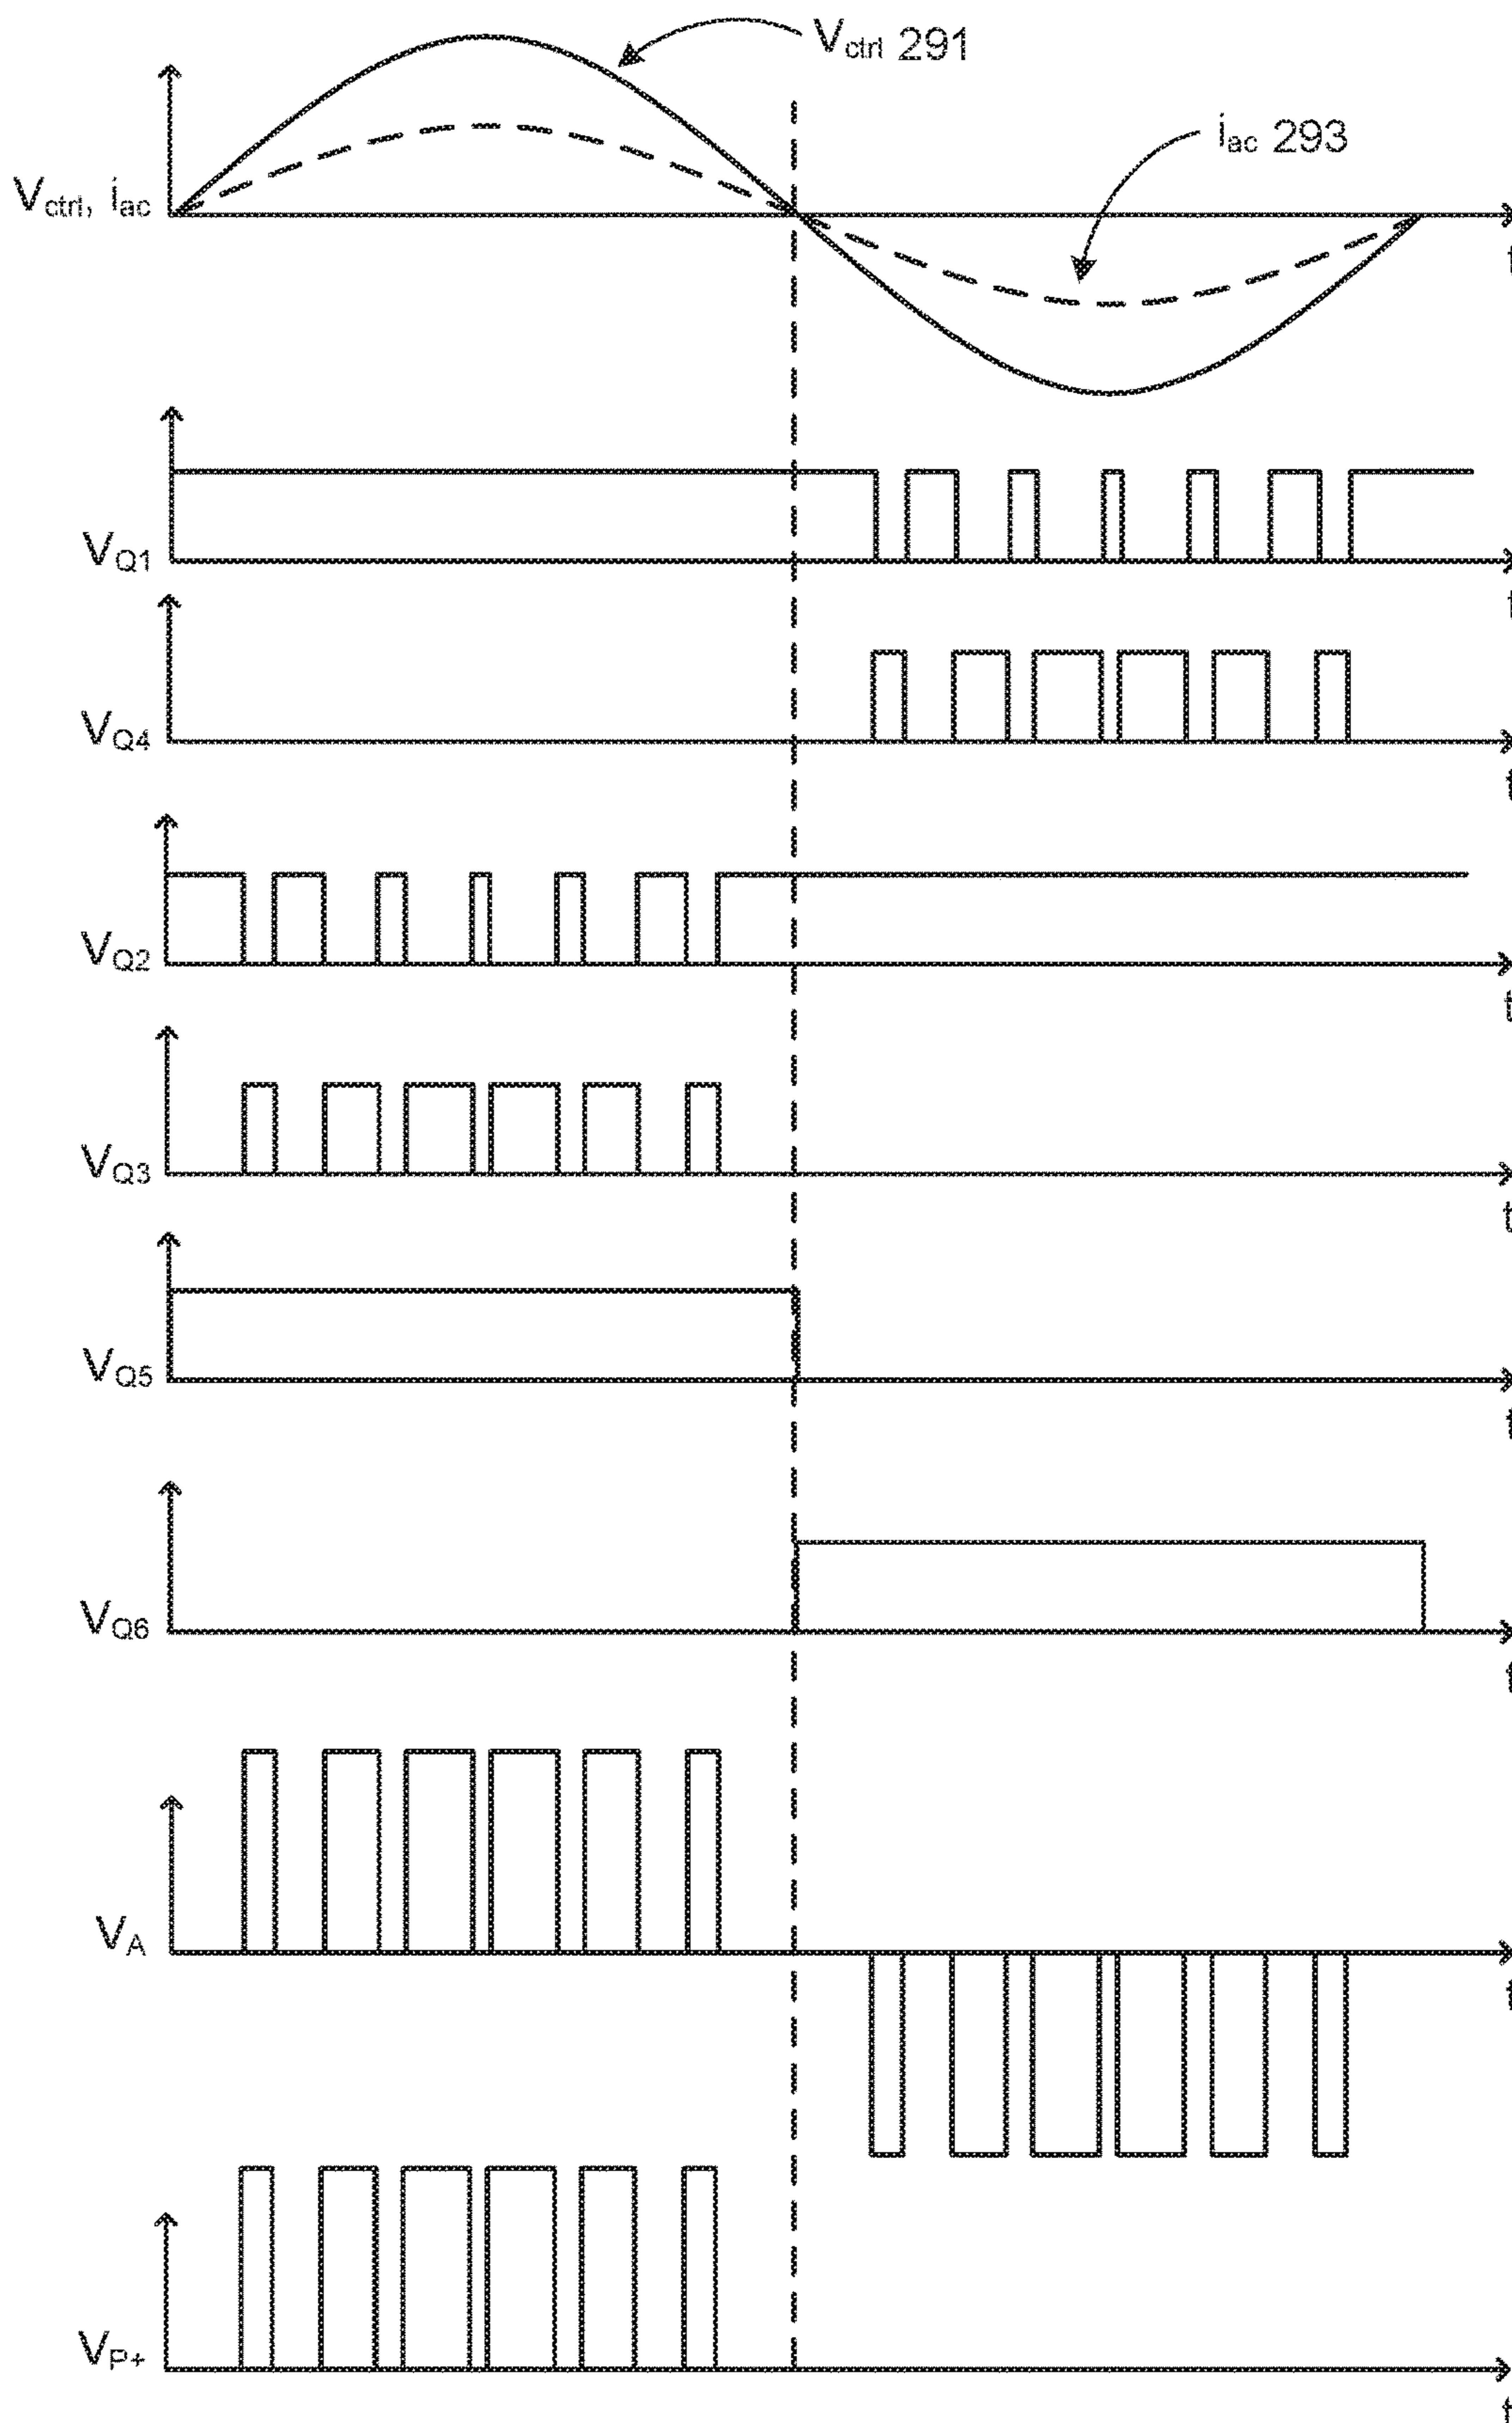 Vctrl 291
iac 293
Vctrl, iac
t
VQ1
t
VQ4
t
VQ2
t
VQ3
t
VQ5
t
VQ6
t
VA
t
VP+
t